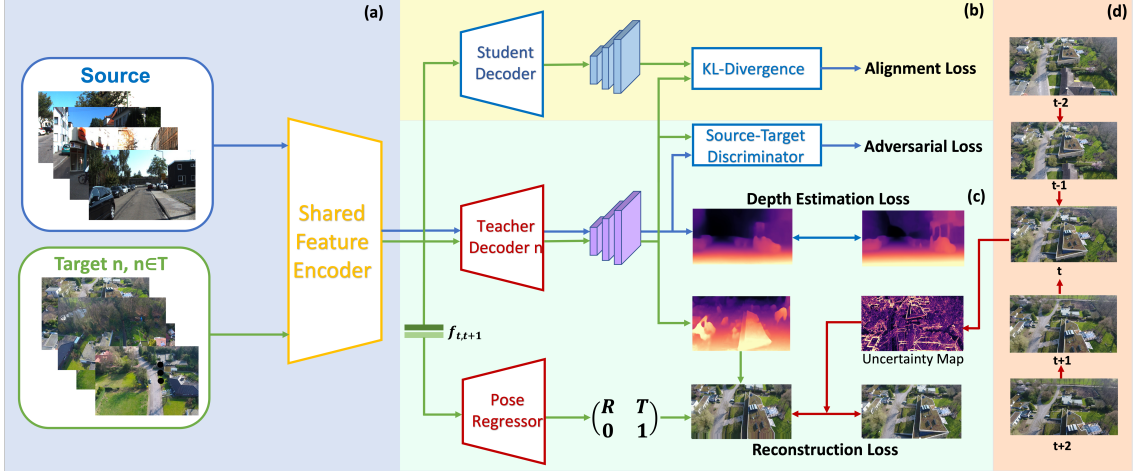 (a)
Source
Target n, n∈T
Shared
Feature
Encoder
(b)
Student
Decoder
KL-Divergence
Alignment Loss
Source-Target
Discriminator
Adversarial Loss
Teacher
Decoder n
Depth Estimation Loss
(c)
f t,t+1
Uncertainty Map
Pose
Regressor
R T
0 1
Reconstruction Loss
(d)
t-2
t-1
t
t+1
t+2